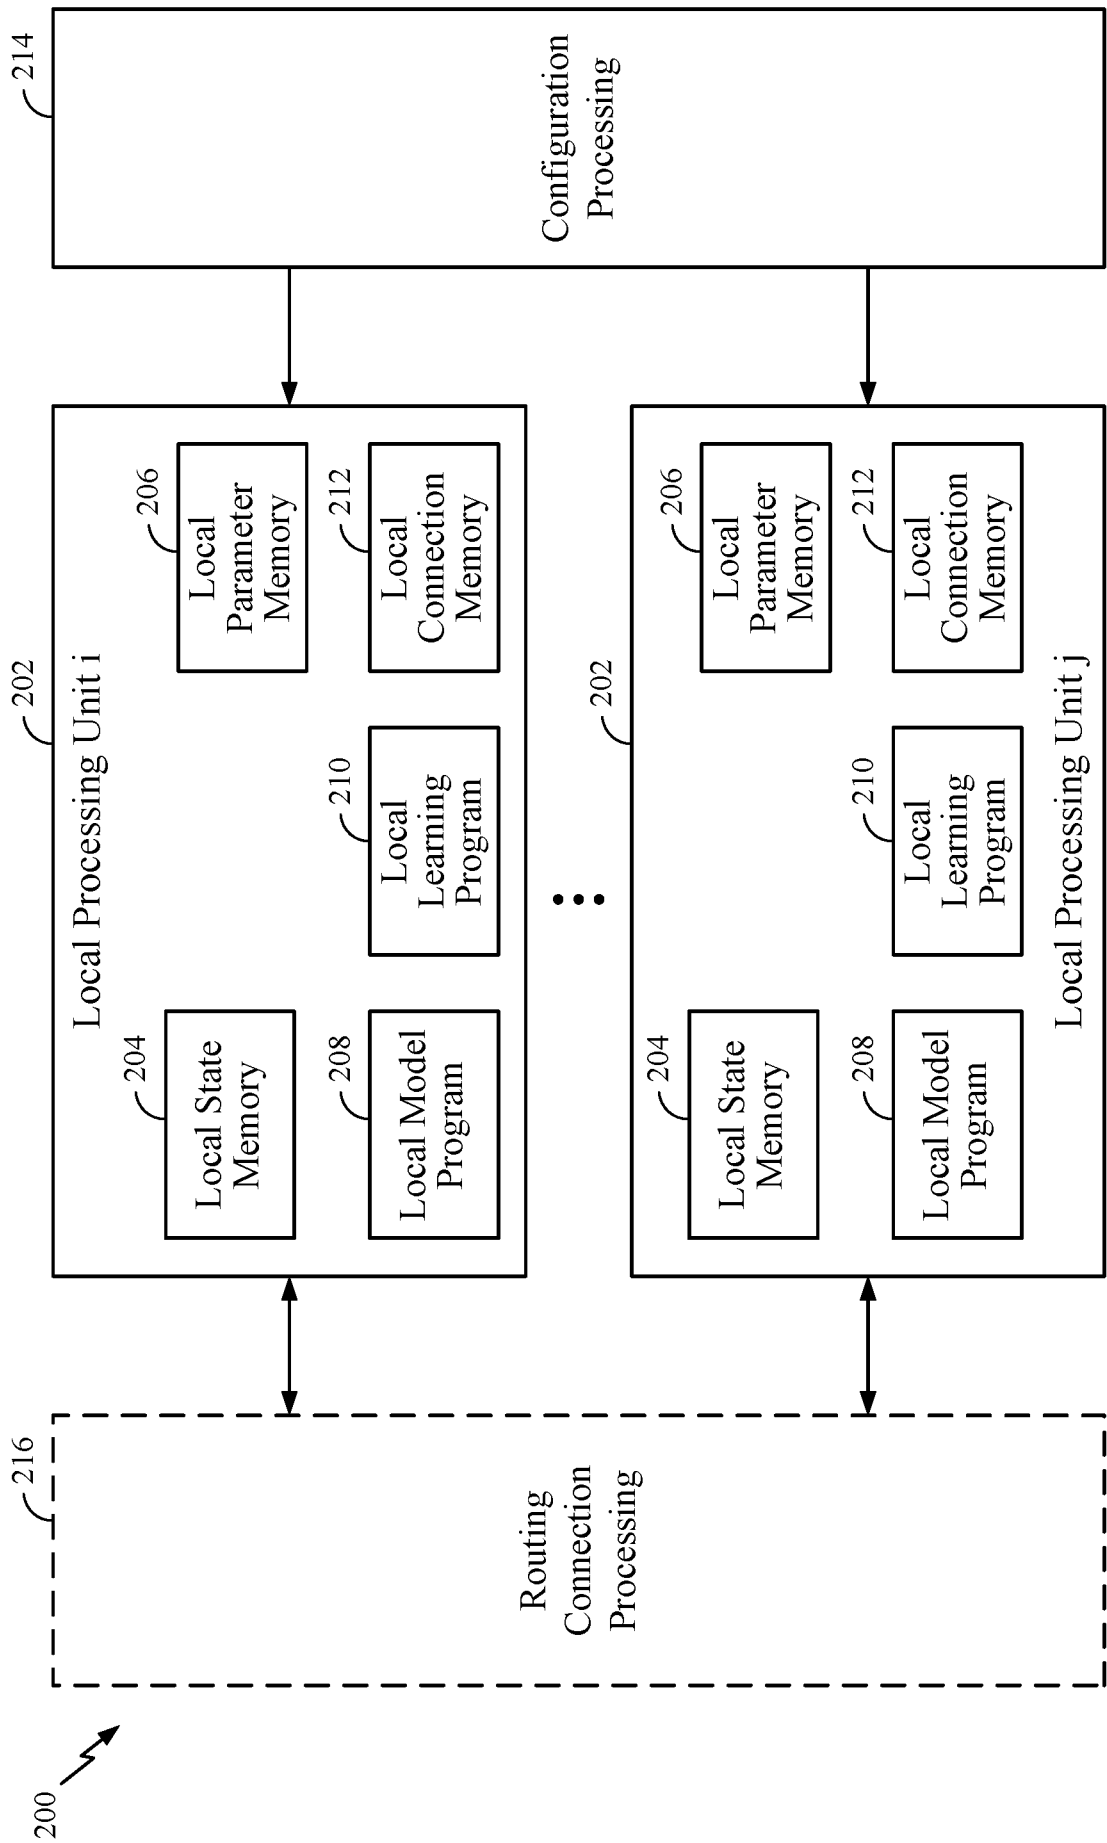 200
216
Routing
Connection
Processing
202
Local Processing Unit i
204
Local State
Memory
206
Local
Parameter
Memory
208
Local Model
Program
210
Local
Learning
Program
212
Local
Connection
Memory
202
204
Local State
Memory
206
Local
Parameter
Memory
208
Local Model
Program
210
Local
Learning
Program
212
Local
Connection
Memory
Local Processing Unit j
214
Configuration
Processing